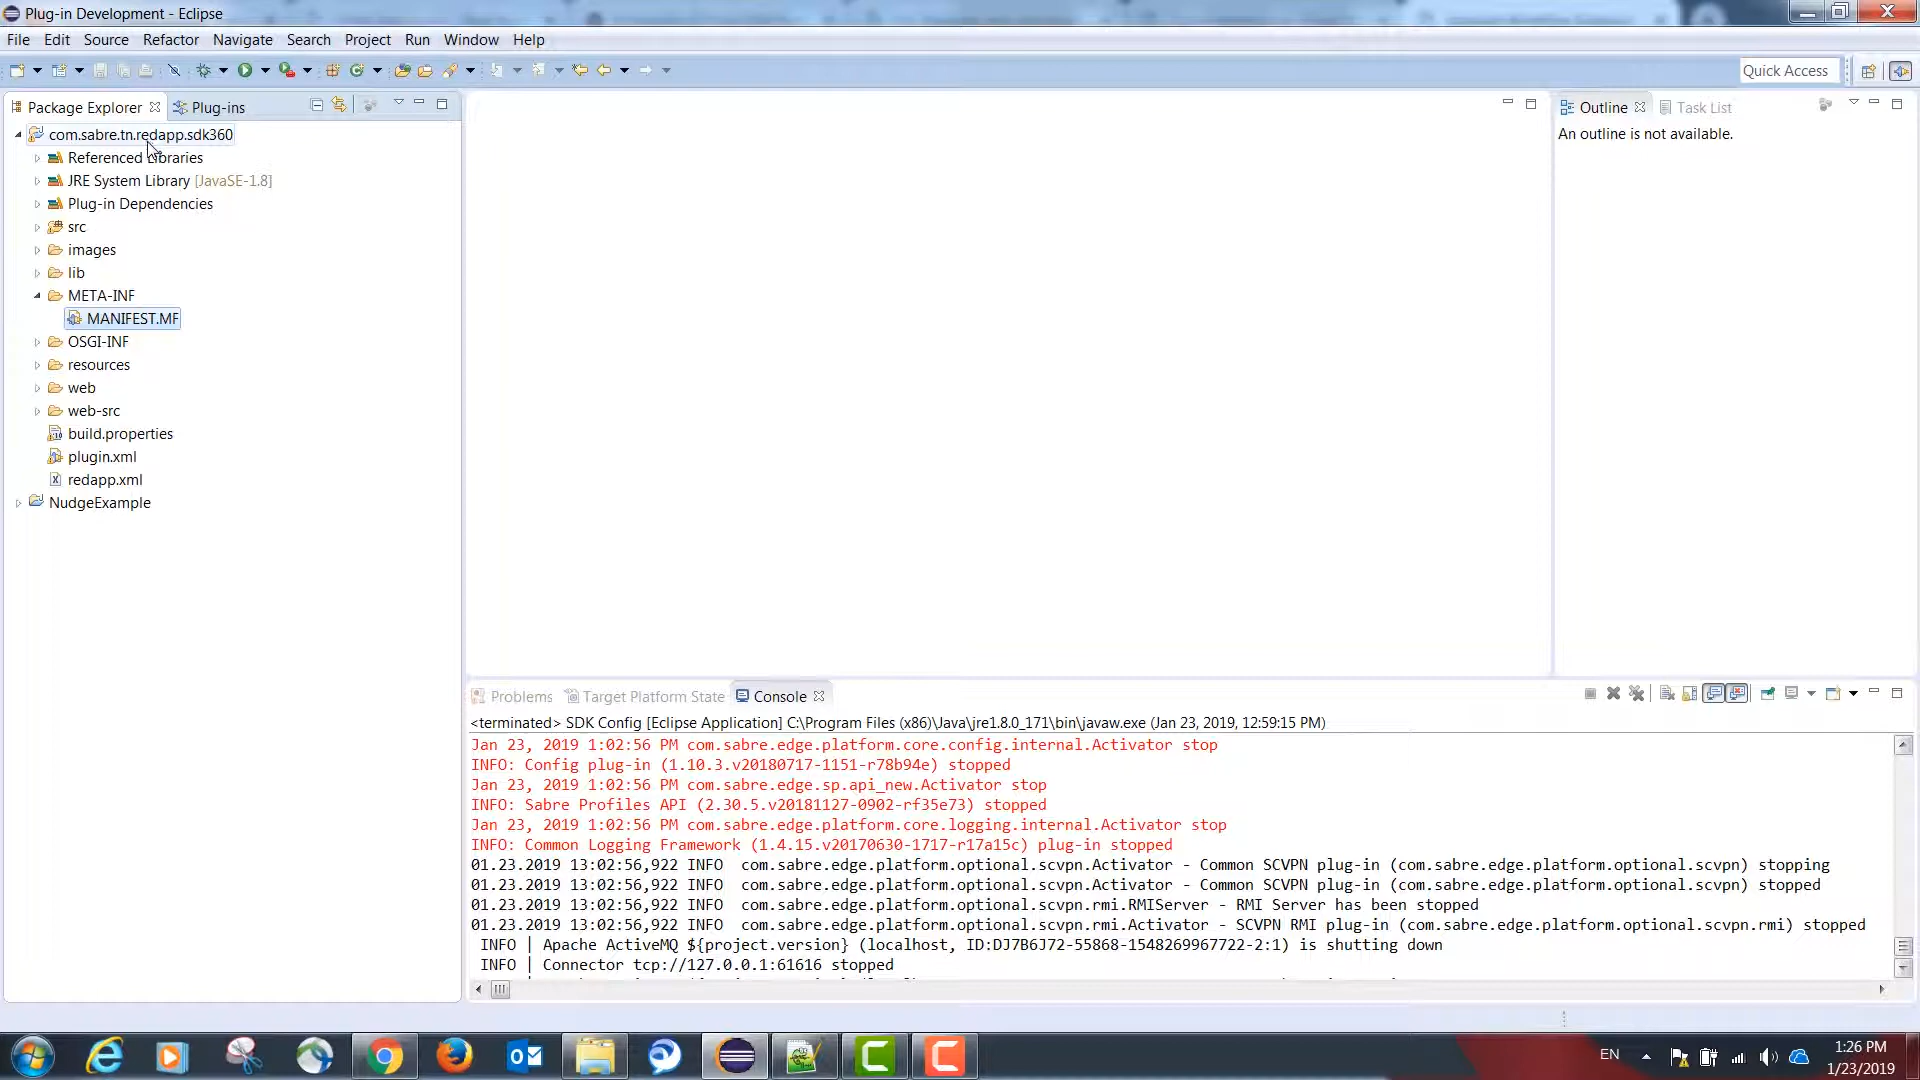 Plug-in Development - Eclipse
File Edit Source Refactor Navigate Search Project Run Window Help
Quick Access
Package Explorer Plug-ins
Outline Task List
com.sabre.tn.redapp.sdk360
An outline is not available.
Referenced Libraries
JRE System Library [JavaSE-1.8]
Plug-in Dependencies
src
images
lib
META-INF
MANIFEST.MF
OSGI-INF
resources
web
web-src
build.properties
plugin.xml
redapp.xml
NudgeExample
Problems Target Platform State Console
<terminated> SDK Config [Eclipse Application] C:\Program Files (x86)\Java\jre1.8.0_171\bin\javaw.exe (Jan 23, 2019, 12:59:15 PM)
Jan 23, 2019 1:02:56 PM com.sabre.edge.platform.core.config.internal.Activator stop
INFO: Config plug-in (1.10.3.v20180717-1151-r78b94e) stopped
Jan 23, 2019 1:02:56 PM com.sabre.edge.sp.api_new.Activator stop
INFO: Sabre Profiles API (2.30.5.v20181127-0902-rf35e73) stopped
Jan 23, 2019 1:02:56 PM com.sabre.edge.platform.core.logging.internal.Activator stop
INFO: Common Logging Framework (1.4.15.v20170630-1717-r17a15c) plug-in stopped
01.23.2019 13:02:56,922 INFO com.sabre.edge.platform.optional.scvpn.Activator - Common SCVPN plug-in (com.sabre.edge.platform.optional.scvpn) stopping
01.23.2019 13:02:56,922 INFO com.sabre.edge.platform.optional.scvpn.Activator - Common SCVPN plug-in (com.sabre.edge.platform.optional.scvpn) stopped
01.23.2019 13:02:56,922 INFO com.sabre.edge.platform.optional.scvpn.rmi.RMIServer - RMI Server has been stopped
01.23.2019 13:02:56,922 INFO com.sabre.edge.platform.optional.scvpn.rmi.Activator - SCVPN RMI plug-in (com.sabre.edge.platform.optional.scvpn.rmi) stopped
INFO | Apache ActiveMQ ${project.version} (localhost, ID:DJ7B6J72-55868-1548269967722-2:1) is shutting down
INFO | Connector tcp://127.0.0.1:61616 stopped
EN
1:26 PM
1/23/2019